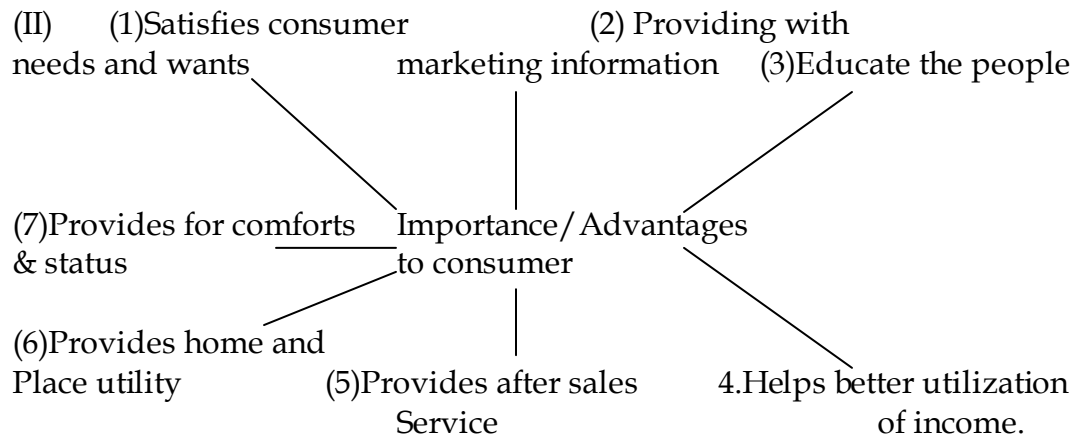 (II) (1)Satisfies consumer (2) Providing with
needs and wants marketing information (3)Educate the people
(7)Provides for comforts Importance/Advantages
& status to consumer
(6)Provides home and
Place utility (5)Provides after sales 4.Helps better utilization
Service of income.